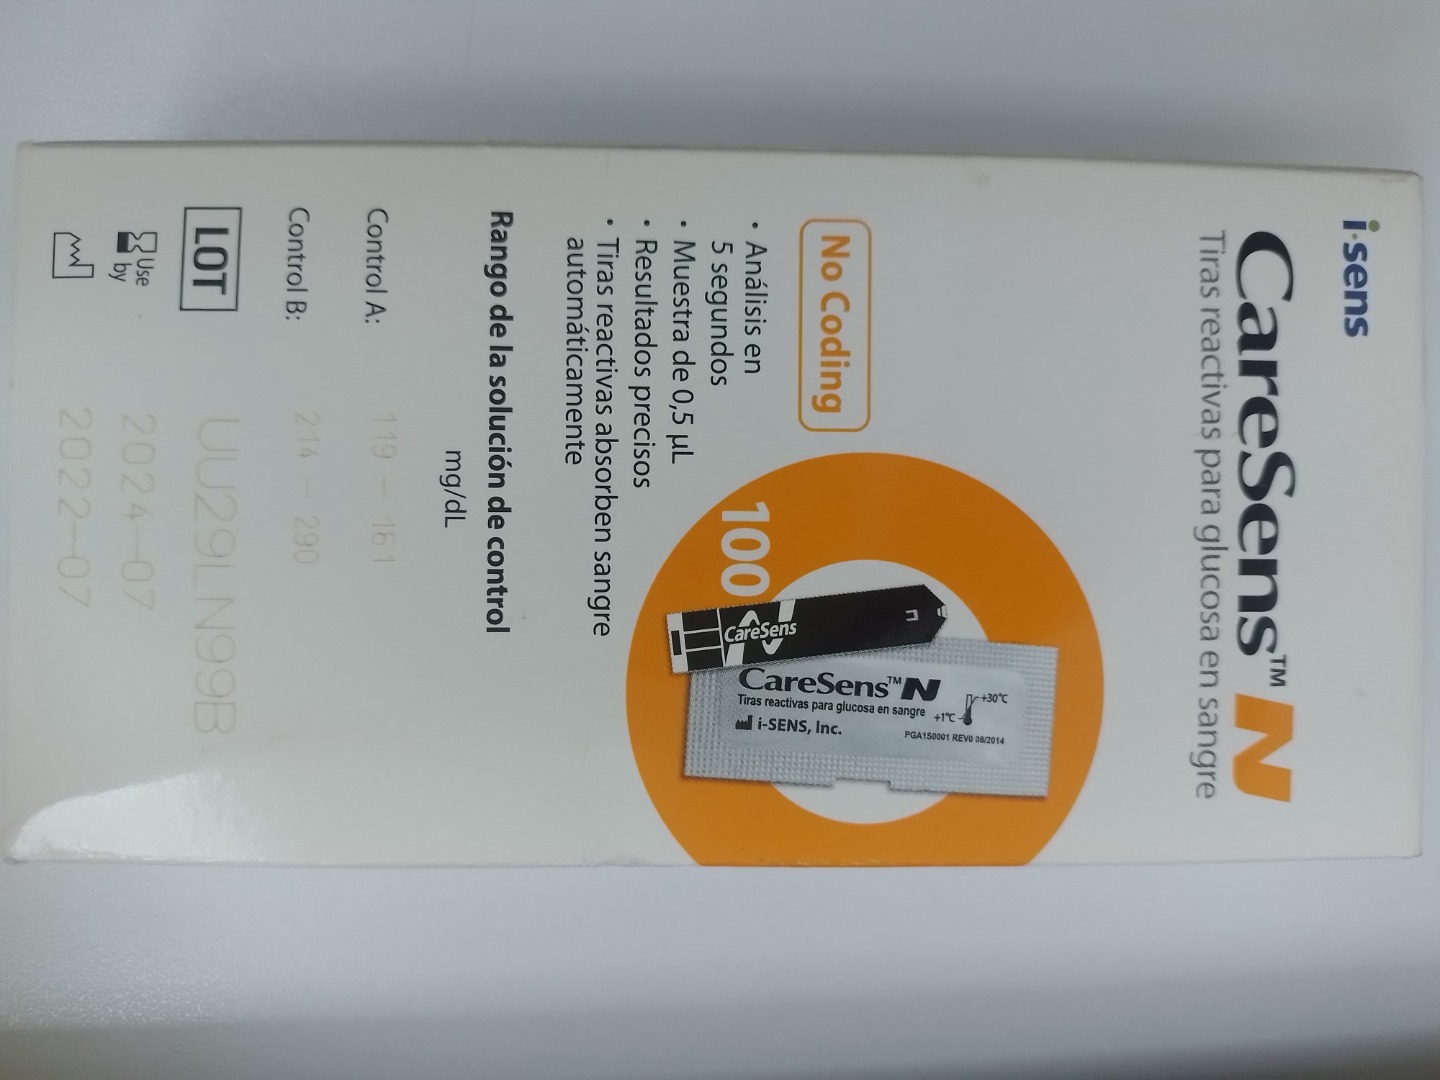 i·sens
CareSens™ N
Tiras reactivas para glucosa en sangre
No Coding
• Análisis en
5 segundos
• Muestra de 0,5 µL
• Resultados precisos
• Tiras reactivas absorben sangre
automáticamente
100
CareSens
N
CareSens™ N
Tiras reactivas para glucosa en sangre
i-SENS, Inc.
+1°C
+30°C
PGA1S0001 REV0 08/2014
Rango de la solución de control
mg/dL
Control A: 119 – 161
Control B: 214 – 290
LOT UU29LN99B
Use by 2024-07
2022-07